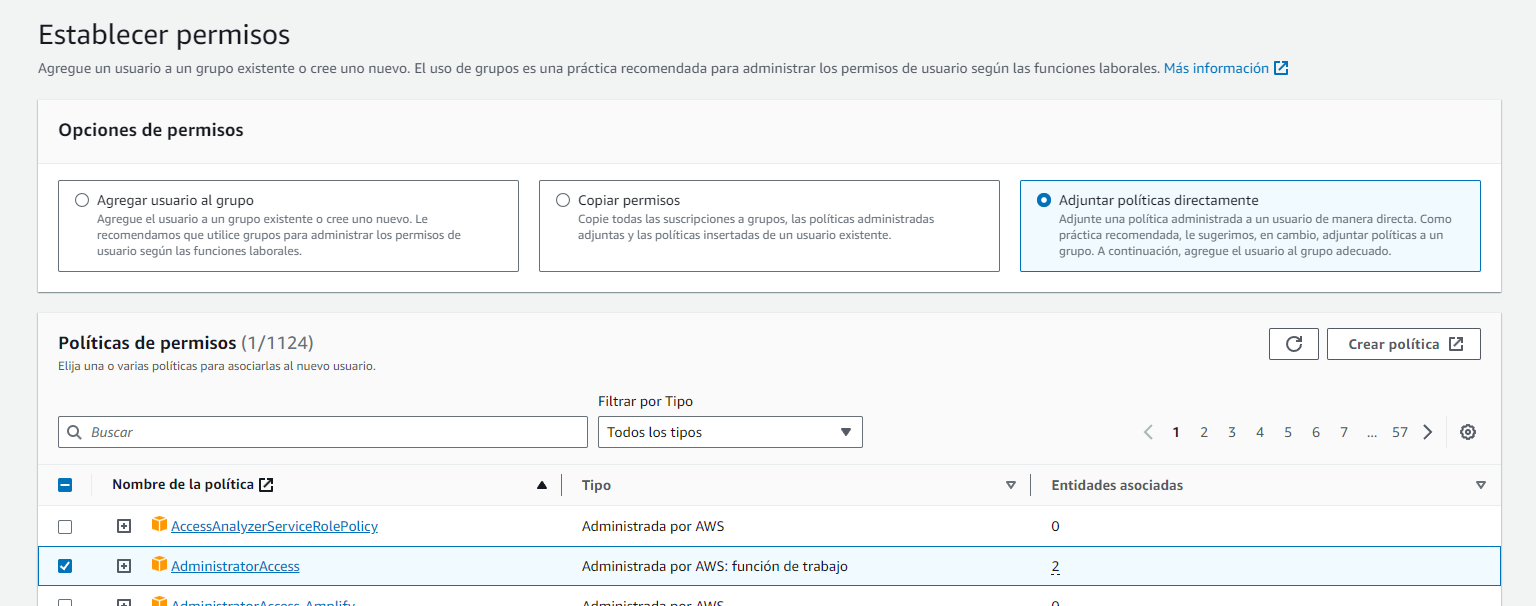 Establecer permisos
Agregue un usuario a un grupo existente o cree uno nuevo. El uso de grupos es una práctica recomendada para administrar los permisos de usuario según las funciones laborales. Más información
Opciones de permisos
Agregar usuario al grupo
Agregue el usuario a un grupo existente o cree uno nuevo. Le
recomendamos que utilice grupos para administrar los permisos de
usuario según las funciones laborales.
Copiar permisos
Copie todas las suscripciones a grupos, las políticas administradas
adjuntas y las políticas insertadas de un usuario existente.
Adjuntar políticas directamente
Adjunte una política administrada a un usuario de manera directa. Como
práctica recomendada, le sugerimos, en cambio, adjuntar políticas a un
grupo. A continuación, agregue el usuario al grupo adecuado.
Políticas de permisos (1/1124)
Elija una o varias políticas para asociarlas al nuevo usuario.
Crear política
Filtrar por Tipo
Buscar
Todos los tipos
1 2 3 4 5 6 7 ... 57
Nombre de la política Tipo Entidades asociadas
AccessAnalyzerServiceRolePolicy Administrada por AWS 0
AdministratorAccess Administrada por AWS: función de trabajo 2
AdministratorAccess-Amplify Administrada por AWS 0